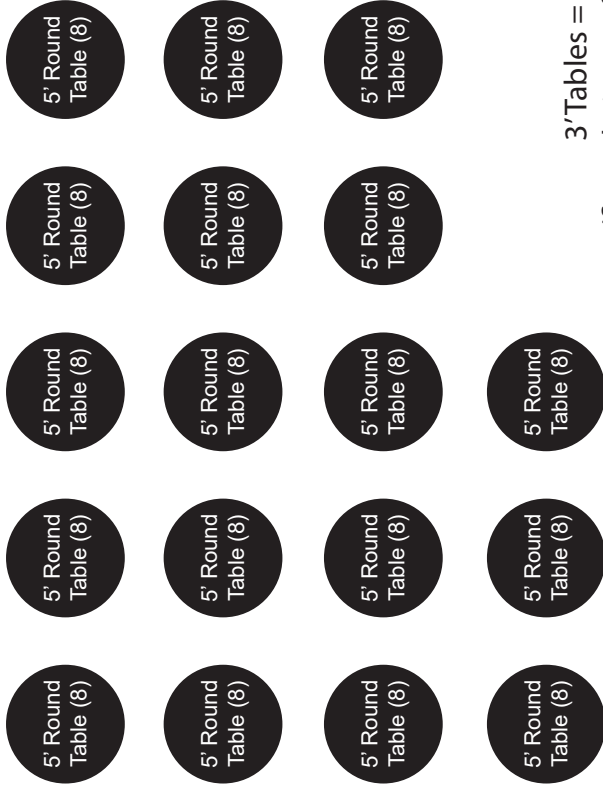 5' Round
Table (8)
5' Round
Table (8)
5' Round
Table (8)
5' Round
Table (8)
5' Round
Table (8)
5' Round
Table (8)
5' Round
Table (8)
5' Round
Table (8)
5' Round
Table (8)
5' Round
Table (8)
5' Round
Table (8)
5' Round
Table (8)
5' Round
Table (8)
5' Round
Table (8)
5' Round
Table (8)
5' Round
Table (8)
5' Round
Table (8)
5' Round
Table (8)
3'Tables =